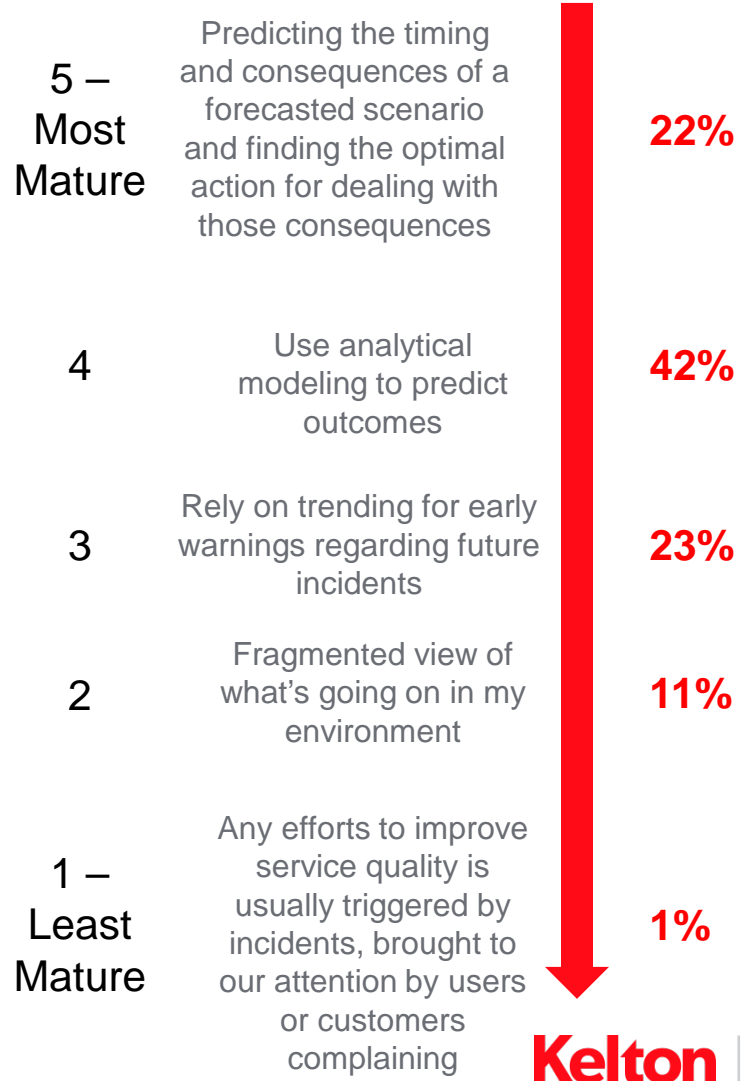 5 –
Most
Mature
Predicting the timing
and consequences of a
forecasted scenario
and finding the optimal
action for dealing with
those consequences
22%
4
Use analytical
modeling to predict
outcomes
42%
3
Rely on trending for early
warnings regarding future
incidents
23%
2
Fragmented view of
what's going on in my
environment
11%
1 –
Least
Mature
Any efforts to improve
service quality is
usually triggered by
incidents, brought to
our attention by users
or customers
complaining
1%
Kelton